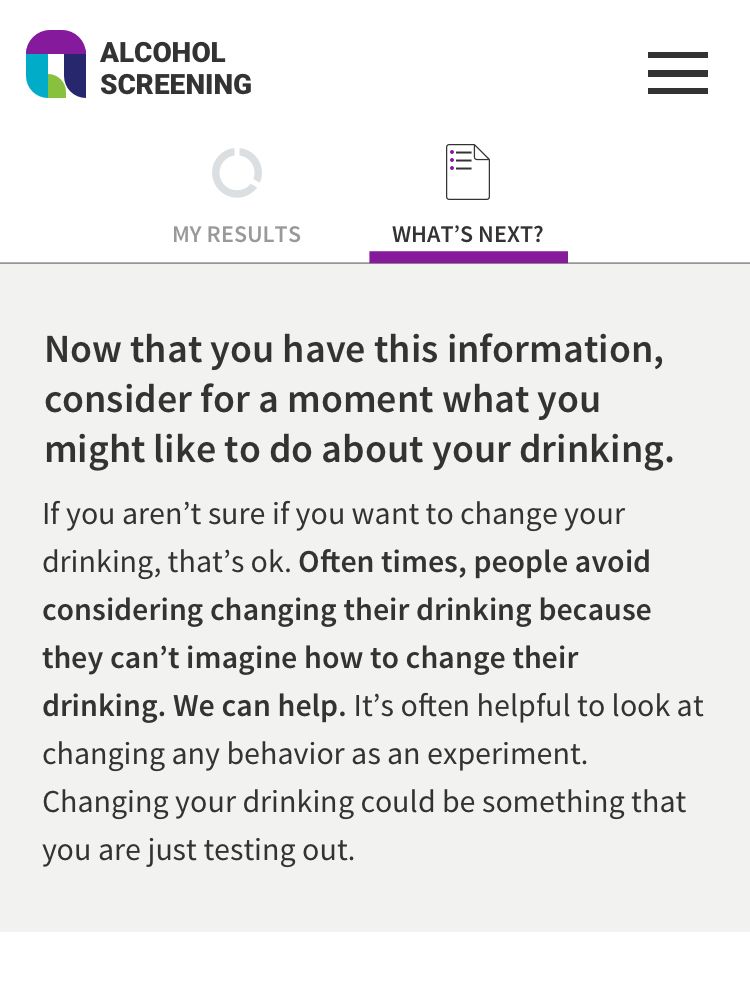 ALCOHOL
SCREENING
MY RESULTS
WHAT’S NEXT?
Now that you have this information,
consider for a moment what you
might like to do about your drinking.
If you aren’t sure if you want to change your
drinking, that’s ok. Often times, people avoid
considering changing their drinking because
they can’t imagine how to change their
drinking. We can help. It’s often helpful to look at
changing any behavior as an experiment.
Changing your drinking could be something that
you are just testing out.